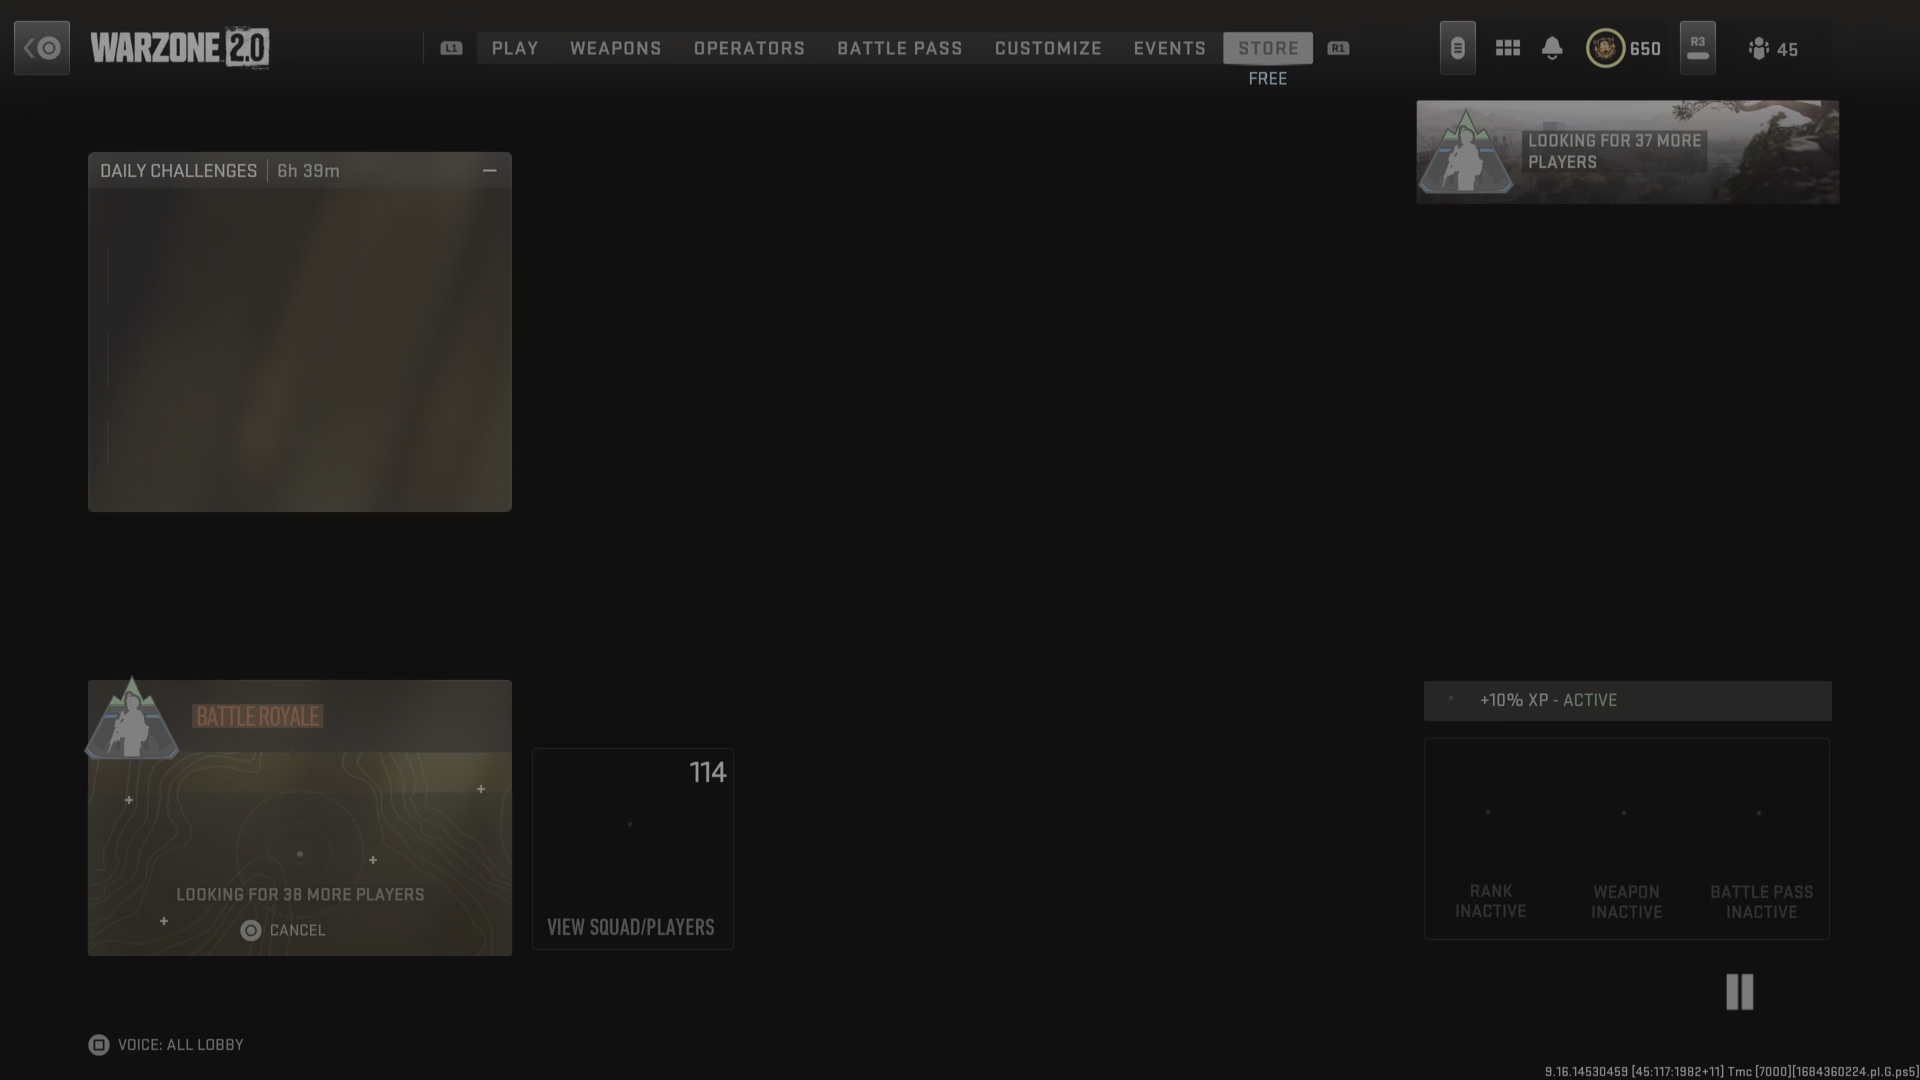 WARZONE 2.0
L1
PLAY
WEAPONS
OPERATORS
BATTLE PASS
CUSTOMIZE
EVENTS
STORE
R1
FREE
650
R3
45
LOOKING FOR 37 MORE
PLAYERS
DAILY CHALLENGES
6h 39m
BATTLE ROYALE
LOOKING FOR 38 MORE PLAYERS
CANCEL
114
VIEW SQUAD/PLAYERS
+10% XP - ACTIVE
RANK
INACTIVE
WEAPON
INACTIVE
BATTLE PASS
INACTIVE
VOICE: ALL LOBBY
9.16.14530459 [45:117:1982+11] Tmc [7000][1684360224.pl.G.ps5]